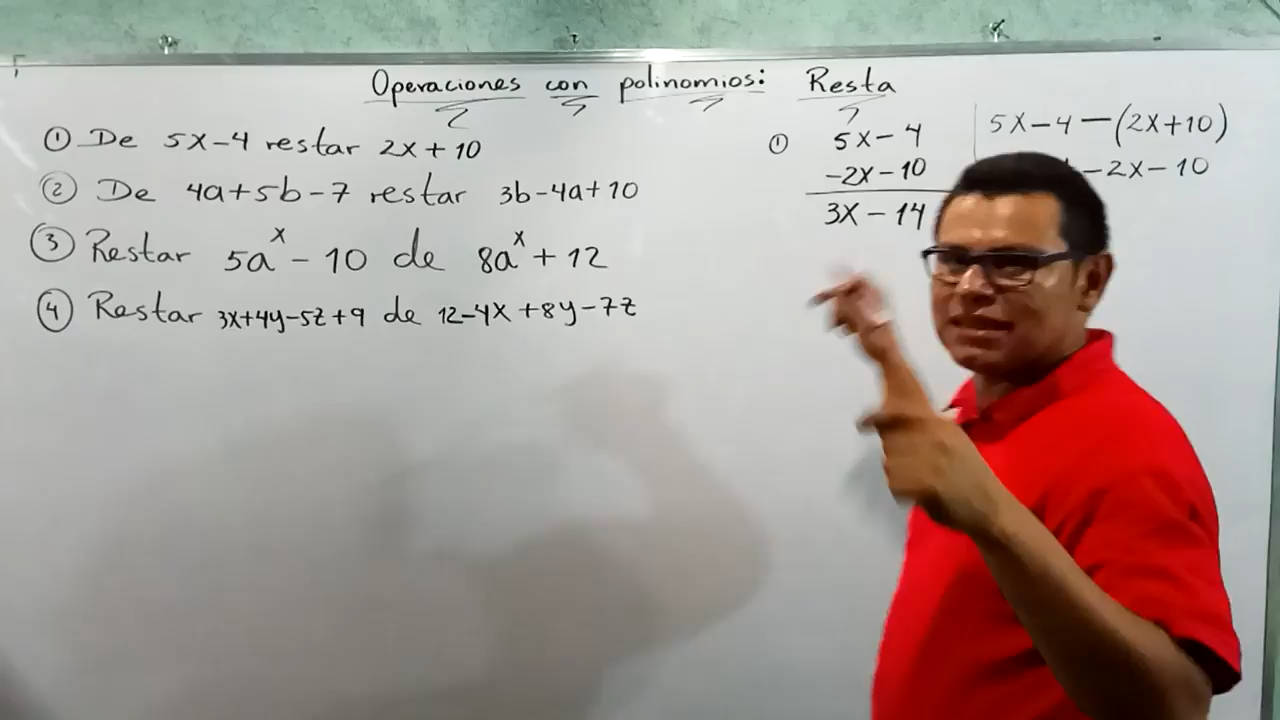 Operaciones con polinomios: Resta
① De 5x-4 restar 2x+10
② De 4a+5b-7 restar 3b-4a+10
③ Restar 5aˣ-10 de 8aˣ+12
④ Restar 3x+4y-5z+9 de 12-4x+8y-7z
① 5x-4
-2x-10
3x-14
5x-4-(2x+10)
-2x-10